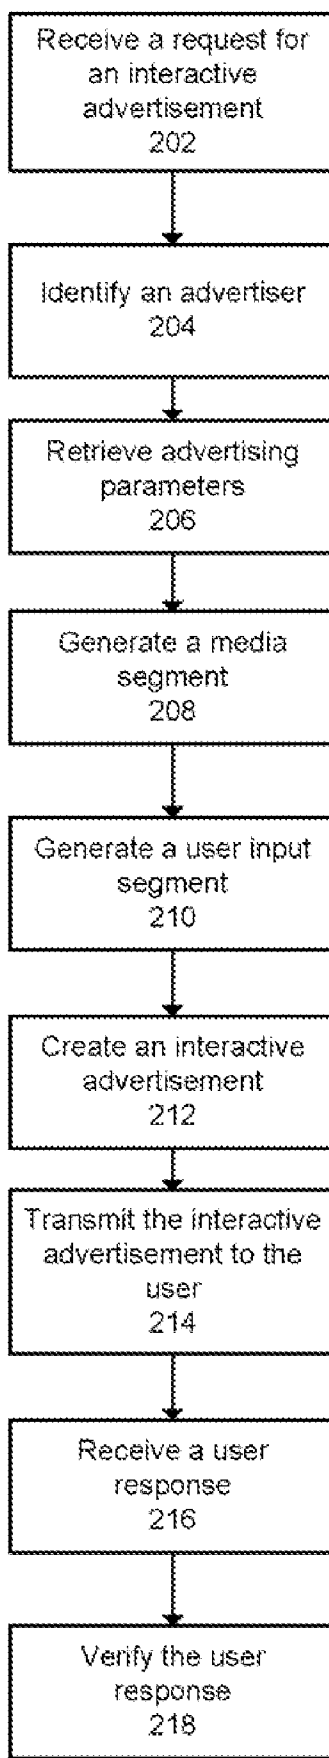 Receive a request for
an interactive
advertisement
202
Identify an advertiser
204
Retrieve advertising
parameters
206
Generate a media
segment
208
Generate a user input
segment
210
Create an interactive
advertisement
212
Transmit the interactive
advertisement to the
user
214
Receive a user
response
216
Verify the user
response
218